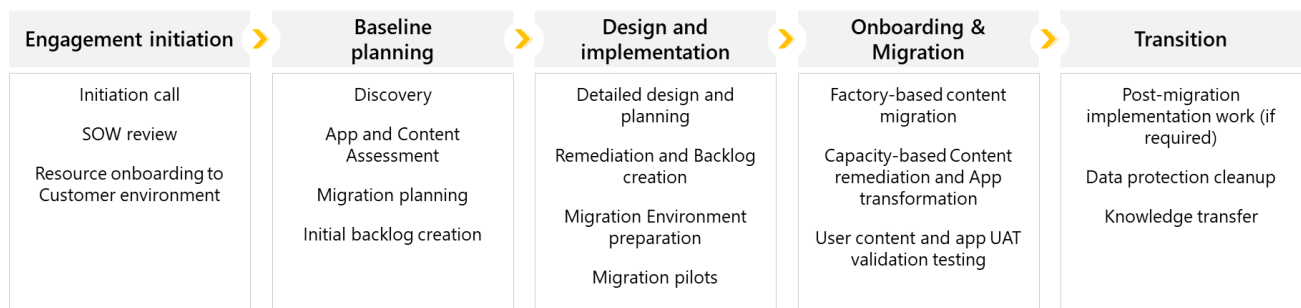 Engagement initiation
Initiation call
SOW review
Resource onboarding to
Customer environment
Baseline
planning
Discovery
App and Content
Assessment
Migration planning
Initial backlog creation
Design and
implementation
Detailed design and
planning
Remediation and Backlog
creation
Migration Environment
preparation
Migration pilots
Onboarding &
Migration
Factory-based content
migration
Capacity-based Content
remediation and App
transformation
User content and app UAT
validation testing
Transition
Post-migration
implementation work (if
required)
Data protection cleanup
Knowledge transfer